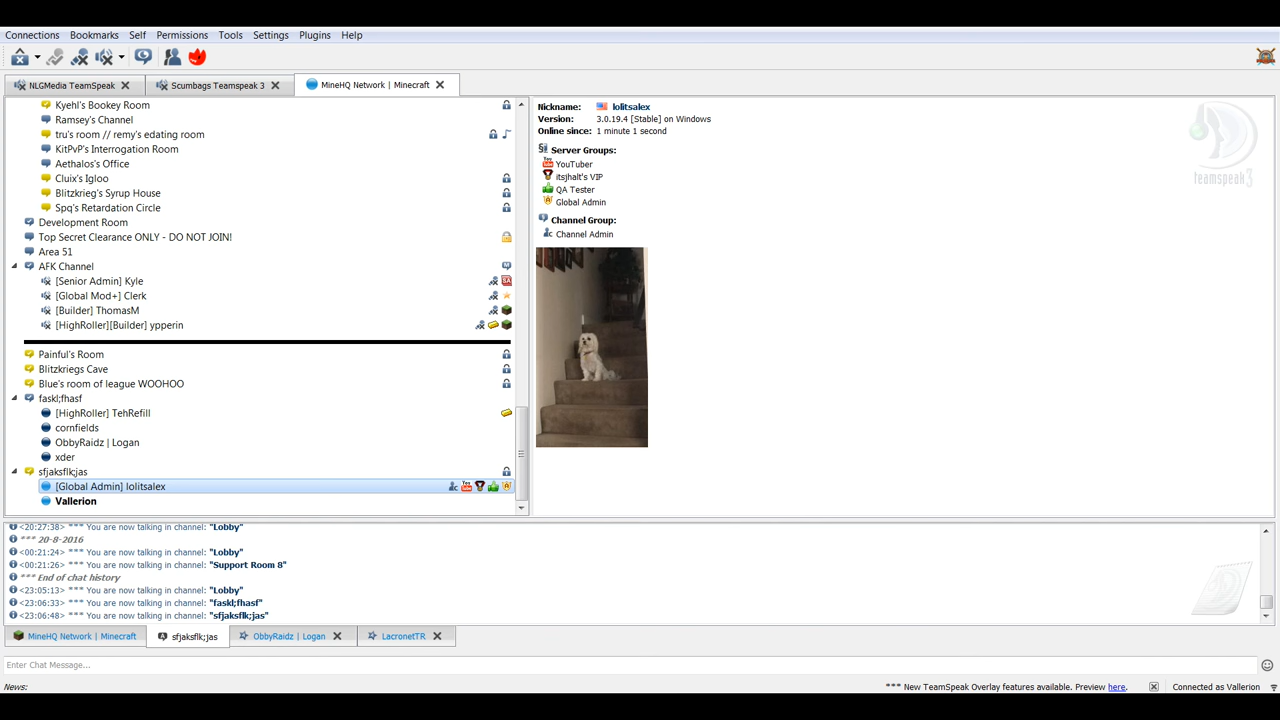 Connections Bookmarks Self Permissions Tools Settings Plugins Help
NLGMedia TeamSpeak Scumbags Teamspeak 3 MineHQ Network | Minecraft
Kyehl's Bookey Room
Ramsey's Channel
tru's room // remy's edating room
KitPvP's Interrogation Room
Aethalos's Office
Cluix's Igloo
Blitzkrieg's Syrup House
Spq's Retardation Circle
Development Room
Top Secret Clearance ONLY - DO NOT JOIN!
Area 51
AFK Channel
[Senior Admin] Kyle
[Global Mod+] Clerk
[Builder] ThomasM
[HighRoller][Builder] ypperin
Painful's Room
Blitzkriegs Cave
Blue's room of league WOOHOO
faskl;fhasf
[HighRoller] TehRefill
cornfields
ObbyRaidz | Logan
xder
sfjaksflk;jas
[Global Admin] lolitsalex
Vallerion
Nickname: lolitsalex
Version: 3.0.19.4 [Stable] on Windows
Online since: 1 minute 1 second
Server Groups:
YouTuber
itsjhalt's VIP
QA Tester
Global Admin
Channel Group:
Channel Admin
teamspeak3
<20:27:38> *** You are now talking in channel: "Lobby"
*** 20-8-2016
<00:21:24> *** You are now talking in channel: "Lobby"
<00:21:26> *** You are now talking in channel: "Support Room 8"
*** End of chat history
<23:05:13> *** You are now talking in channel: "Lobby"
<23:06:33> *** You are now talking in channel: "faskl;fhasf"
<23:06:48> *** You are now talking in channel: "sfjaksflk;jas"
MineHQ Network | Minecraft sfjaksflk;jas ObbyRaidz | Logan LacronetTR
Enter Chat Message...
News: *** New TeamSpeak Overlay features available. Preview here. Connected as Vallerion